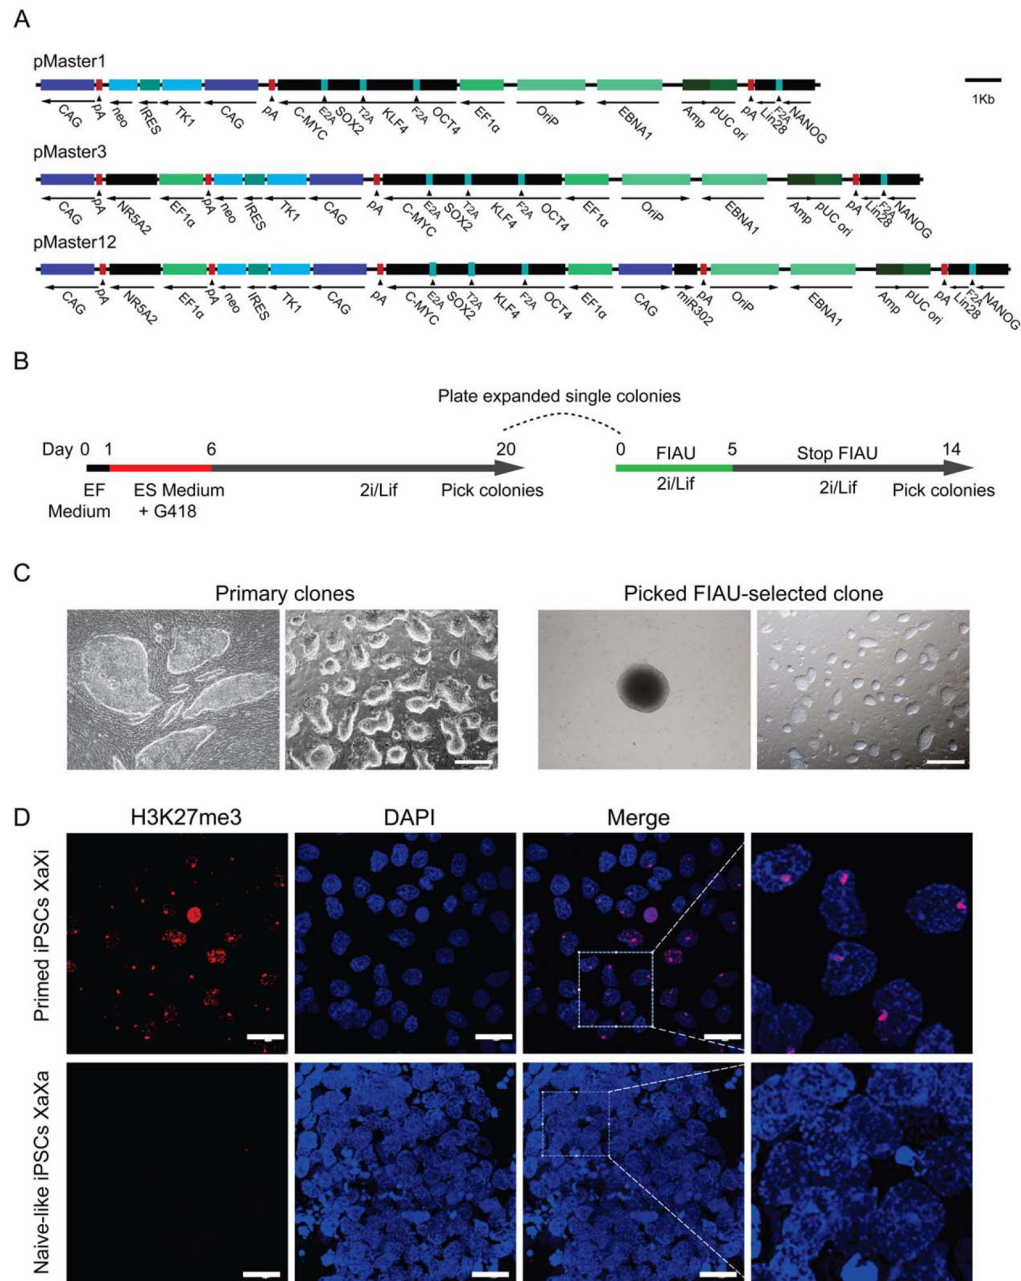 A
pMaster1
1Kb
CAG pA neo IRES TK1 CAG pA C-MYC E2A SOX2 T2A KLF4 F2A OCT4 EF1α OriP EBNA1 Amp pUC ori pA Lin28 F2A NANOG
pMaster3
CAG pA NR5A2 EF1α pA neo IRES TK1 CAG pA C-MYC E2A SOX2 T2A KLF4 F2A OCT4 EF1α OriP EBNA1 Amp pUC ori pA Lin28 F2A NANOG
pMaster12
CAG pA NR5A2 EF1α pA neo IRES TK1 CAG pA C-MYC E2A SOX2 T2A KLF4 F2A OCT4 EF1α CAG miR302 pA OriP EBNA1 Amp pUC ori pA Lin28 F2A NANOG
B
Plate expanded single colonies
Day 0 1 6 20 0 FIAU 5 Stop FIAU 14
EF ES Medium 2i/Lif Pick colonies 2i/Lif 2i/Lif Pick colonies
Medium + G418
C
Primary clones Picked FIAU-selected clone
D
H3K27me3 DAPI Merge
Primed iPSCs XaXi
Naive-like iPSCs XaXa